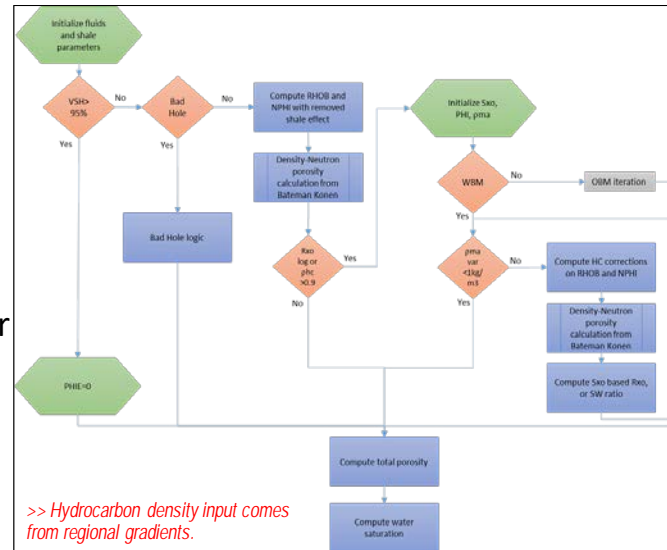 Initialize fluids
and shale
parameters
VSH>
95%
No
Yes
Bad
Hole
No
Yes
Compute RHOB and
NPHI with removed
shale effect
Density-Neutron
porosity
calculation from
Bateman Konen
Rxo
log or
ρhc
>0.9
Yes
No
Bad Hole logic
Initialize Sxo,
PHI, ρma
WBM
No
OBM iteration
Yes
ρma
var
<1kg/
m3
No
Yes
Compute HC corrections
on RHOB and NPHI
Density-Neutron
porosity
calculation from
Bateman Konen
Compute Sxo based Rxo,
or SW ratio
r
PHIE=0
Compute total porosity
Compute water
saturation
>> Hydrocarbon density input comes
from regional gradients.